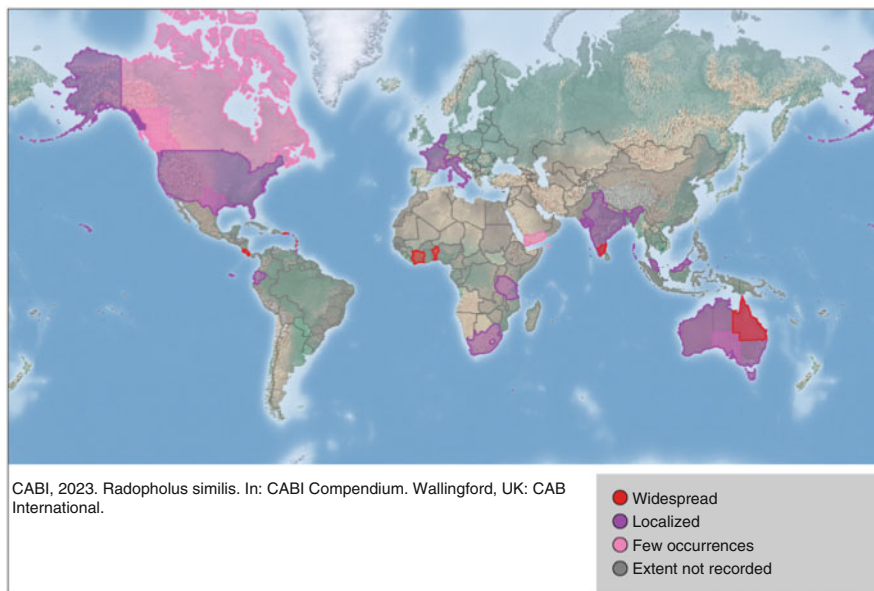 CABI, 2023. Radopholus similis. In: CABI Compendium. Wallingford, UK: CAB
International.
Widespread
Localized
Few occurrences
Extent not recorded